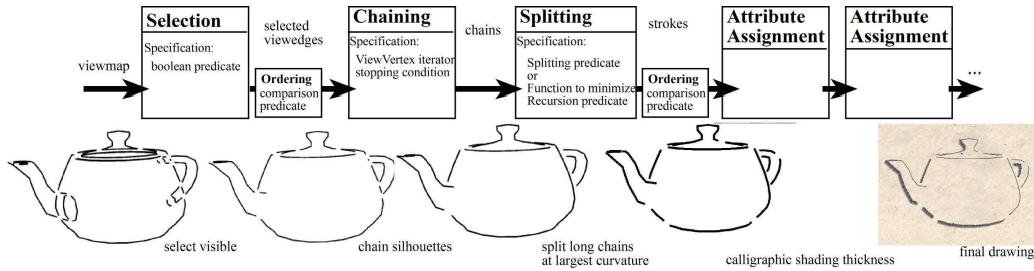 viewmap
Selection
Specification:
boolean predicate
selected
viewedges
Ordering
comparison
predicate
Chaining
Specification:
ViewVertex iterator
stopping condition
chains
Splitting
Specification:
Splitting predicate
or
Function to minimize
Recursion predicate
strokes
Ordering
comparison
predicate
Attribute
Assignment
Attribute
Assignment
...
select visible
chain silhouettes
split long chains
at largest curvature
calligraphic shading thickness
final drawing